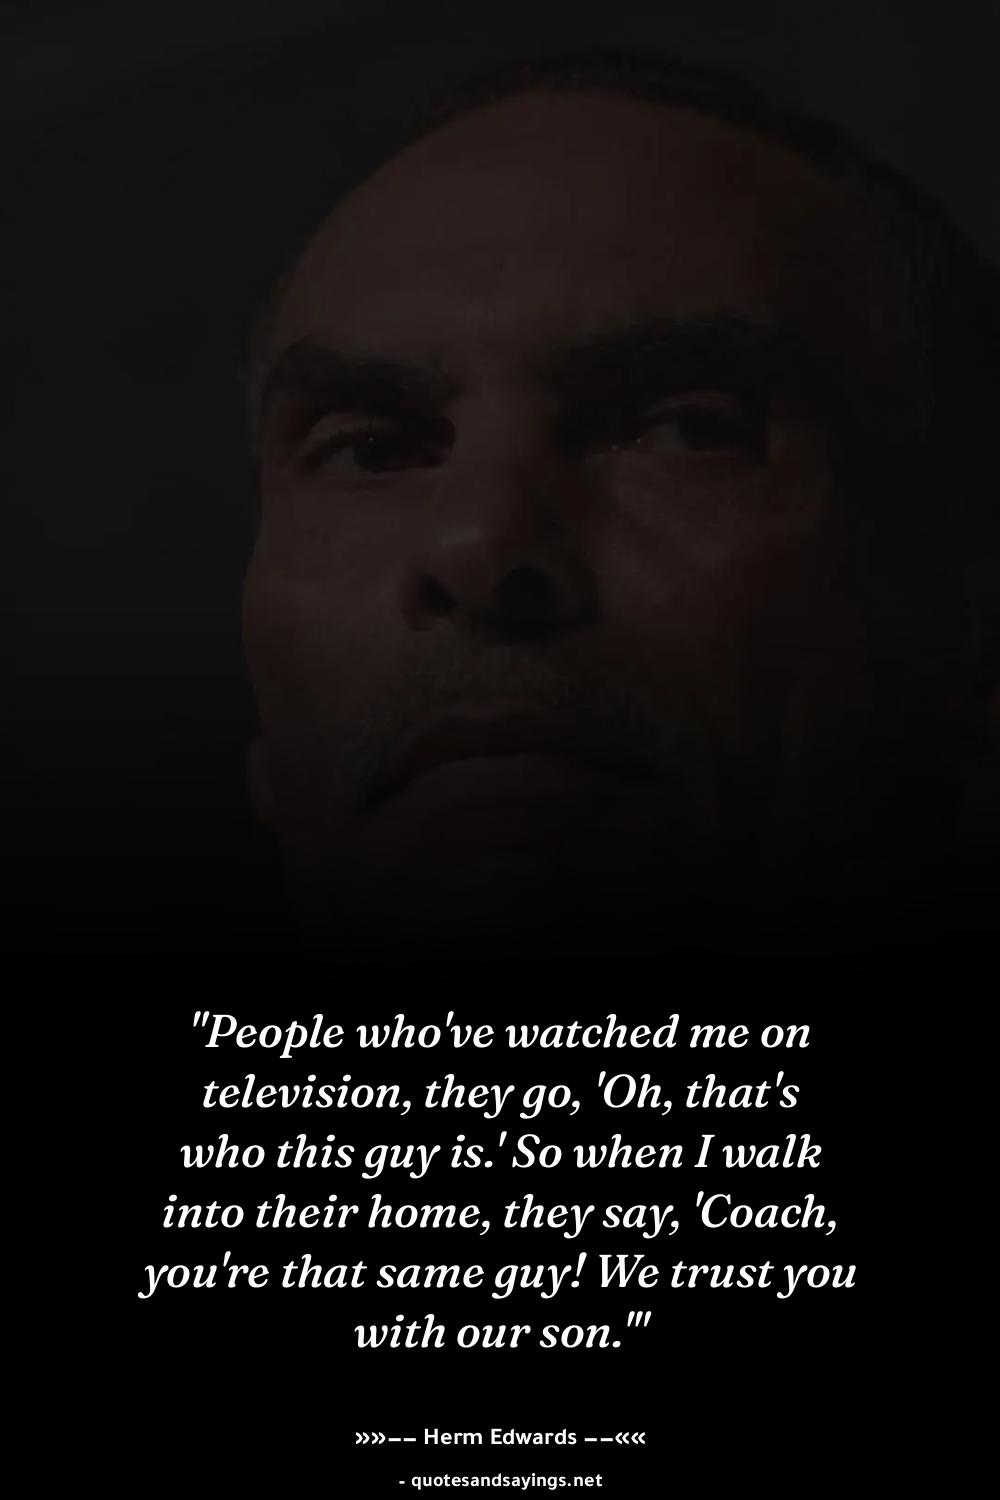 "People who've watched me on
television, they go, 'Oh, that's
who this guy is.' So when I walk
into their home, they say, 'Coach,
you're that same guy! We trust you
with our son.'"
»»−− Herm Edwards −−««
- quotesandsayings.net